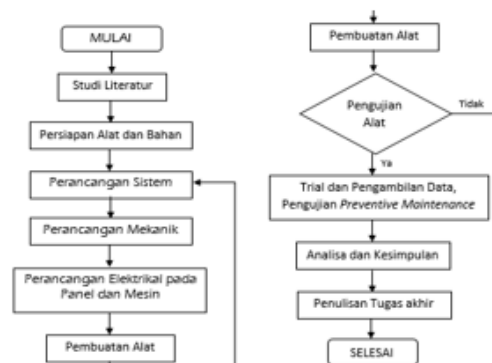 MULAI
Studi Literatur
Persiapan Alat dan Bahan
Perancangan Sistem
Perancangan Mekanik
Perancangan Elektrikal pada
Panel dan Mesin
Pembuatan Alat
Pembuatan Alat
Pengujian
Alat
Tidak
Ya
Trial dan Pengambilan Data,
Pengujian Preventive Maintenance
Analisa dan Kesimpulan
Penulisan Tugas akhir
SELESAI